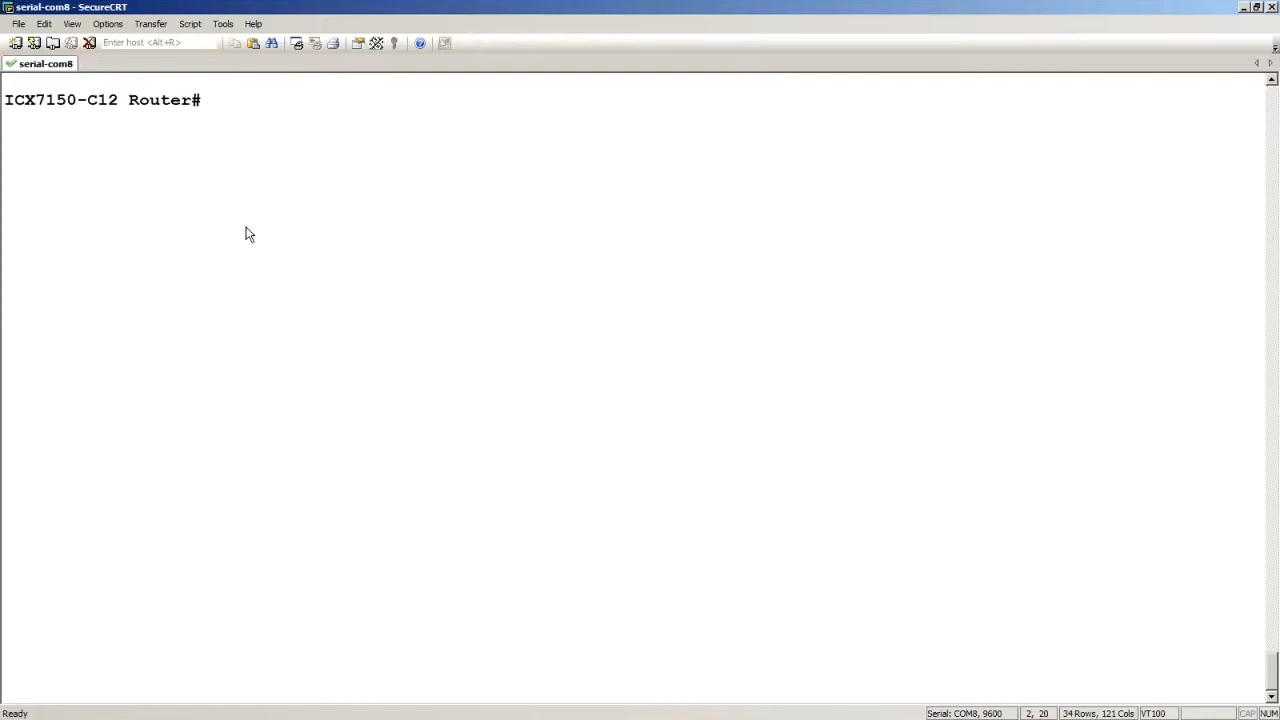 serial-com8 - SecureCRT
File Edit View Options Transfer Script Tools Help
Enter host <Alt+R>
serial-com8
ICX7150-C12 Router#
Ready
Serial: COM8, 9600 2, 20 34 Rows, 121 Cols VT100 CAP NUM